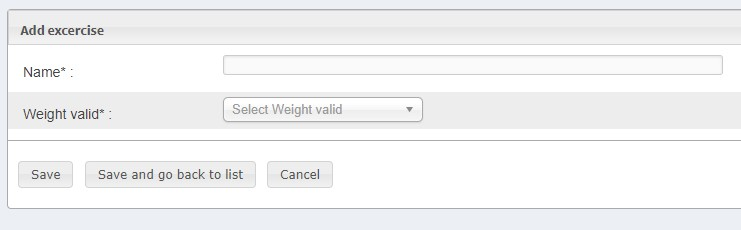 Add excercise
Name* :
Weight valid* : Select Weight valid
Save Save and go back to list Cancel